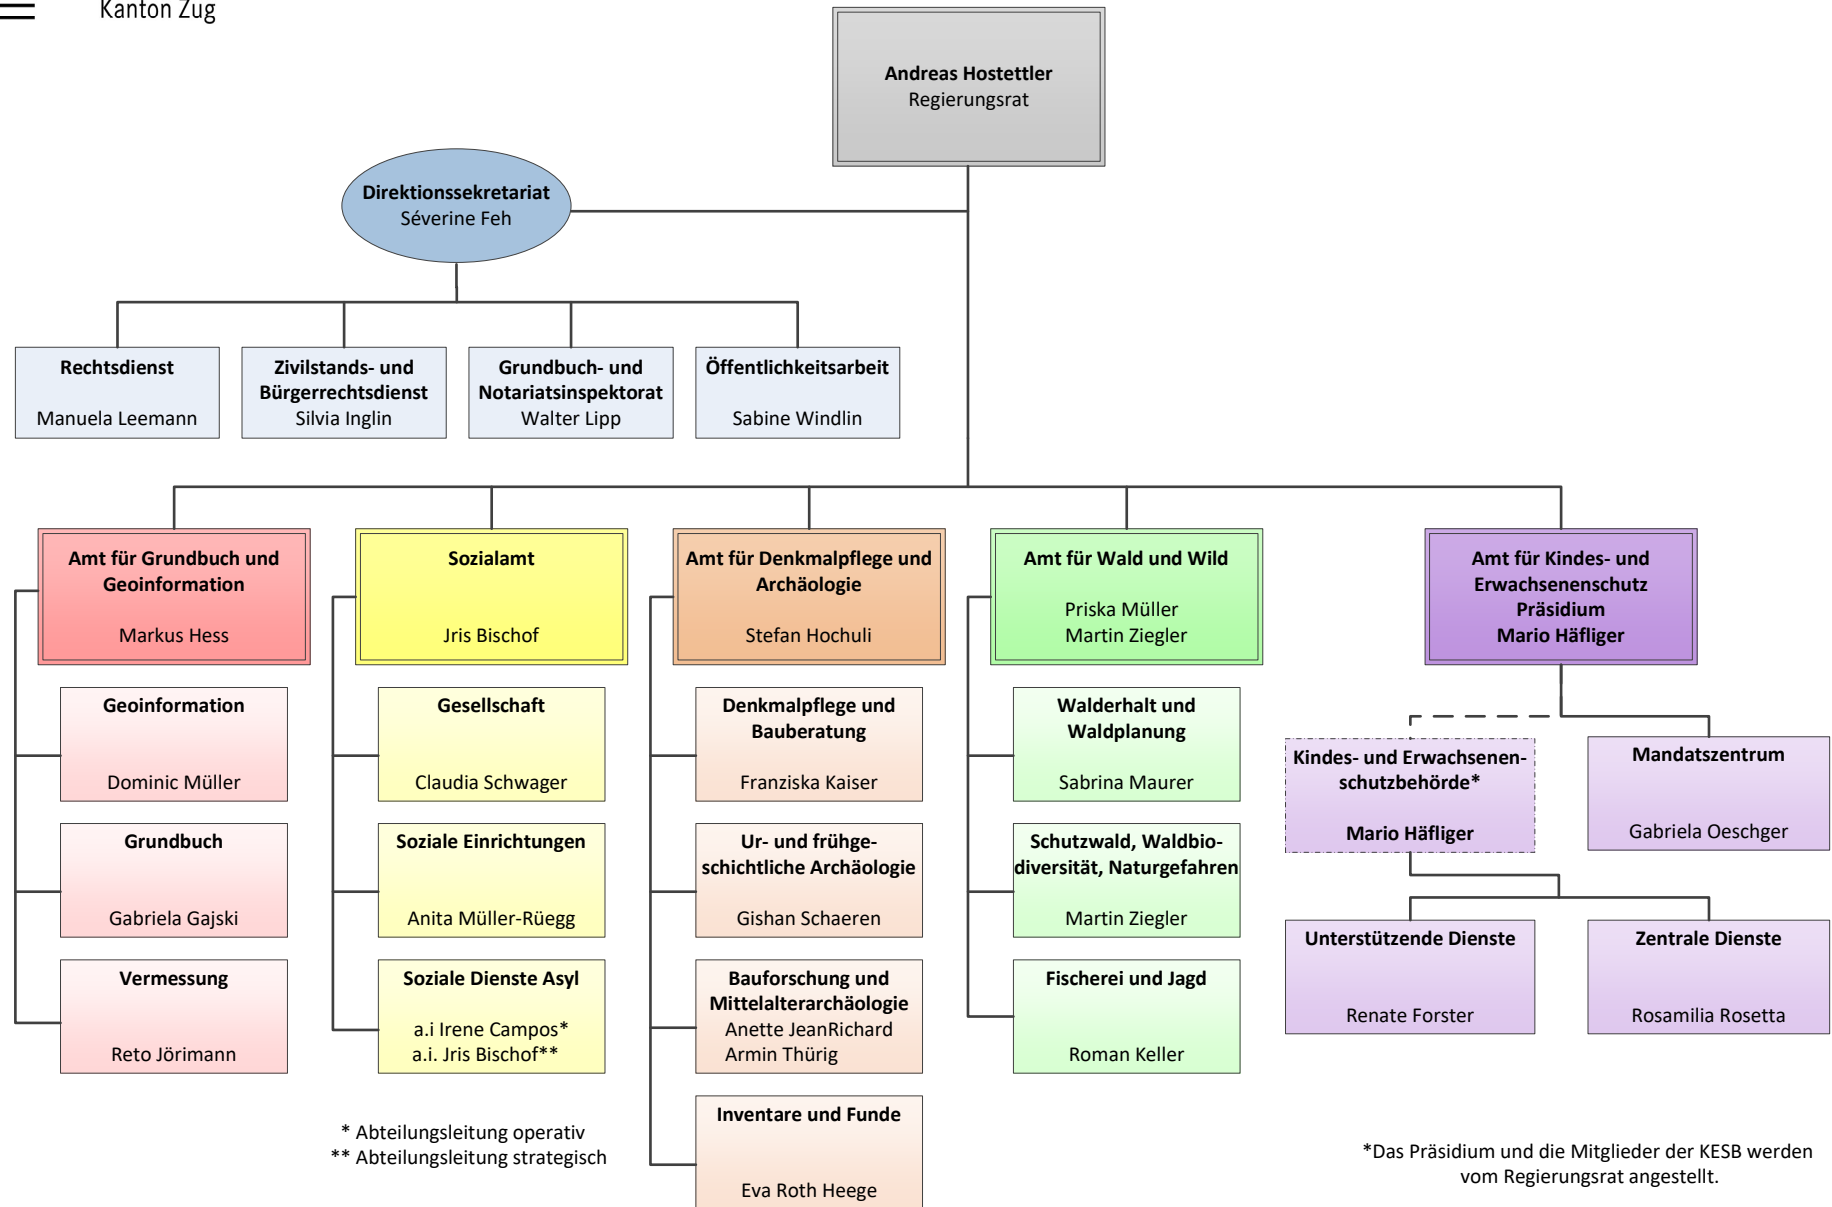 Kanton Zug
Andreas Hostettler
Regierungsrat
Direktionssekretariat
Séverine Feh
Rechtsdienst
Manuela Leemann
Zivilstands- und
Bürgerrechtsdienst
Silvia Inglin
Grundbuch- und
Notariatsinspektorat
Walter Lipp
Öffentlichkeitsarbeit
Sabine Windlin
Amt für Grundbuch und
Geoinformation
Markus Hess
Geoinformation
Dominic Müller
Grundbuch
Gabriela Gajski
Vermessung
Reto Jörimann
Sozialamt
Jris Bischof
Gesellschaft
Claudia Schwager
Soziale Einrichtungen
Anita Müller-Rüegg
Soziale Dienste Asyl
a.i Irene Campos*
a.i. Jris Bischof**
* Abteilungsleitung operativ
** Abteilungsleitung strategisch
Amt für Denkmalpflege und
Archäologie
Stefan Hochuli
Denkmalpflege und
Bauberatung
Franziska Kaiser
Ur- und frühge-
schichtliche Archäologie
Gishan Schaeren
Bauforschung und
Mittelalterarchäologie
Anette JeanRichard
Armin Thürig
Inventare und Funde
Eva Roth Heege
Amt für Wald und Wild
Priska Müller
Martin Ziegler
Walderhalt und
Waldplanung
Sabrina Maurer
Schutzwald, Waldbio-
diversität, Naturgefahren
Martin Ziegler
Fischerei und Jagd
Roman Keller
Amt für Kindes- und
Erwachsenenschutz
Präsidium
Mario Häfliger
Kindes- und Erwachsenen-
schutzbehörde*
Mario Häfliger
Mandatszentrum
Gabriela Oeschger
Unterstützende Dienste
Renate Forster
Zentrale Dienste
Rosamilia Rosetta
*Das Präsidium und die Mitglieder der KESB werden
vom Regierungsrat angestellt.